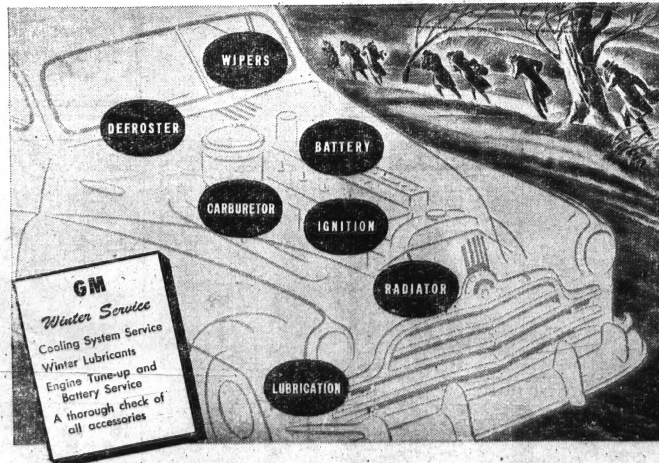 WIPERS
DEFROSTER
BATTERY
CARBURETOR
IGNITION
RADIATOR
LUBRICATION
GM
Winter Service
Cooling System Service
Winter Lubricants
Engine Tune-up and
Battery Service
A thorough check of
all accessories